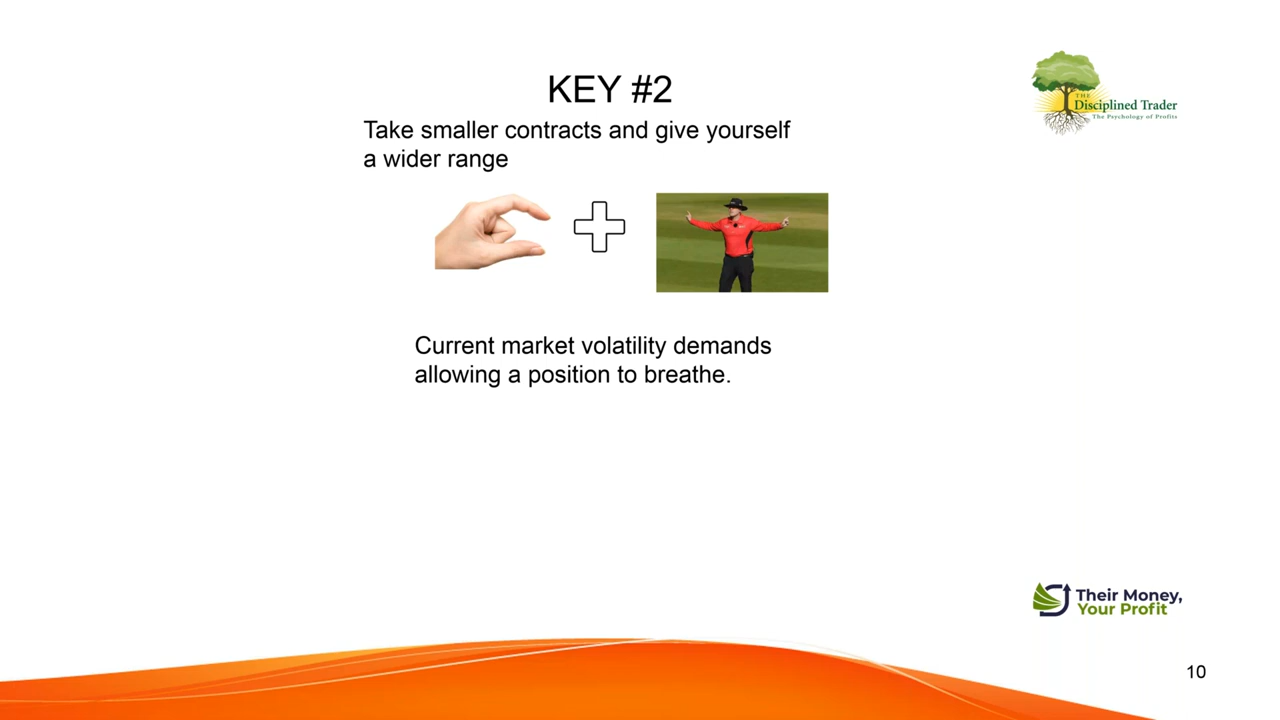 KEY #2
Take smaller contracts and give yourself
a wider range
THE
Disciplined Trader
The Psychology of Profits
Current market volatility demands
allowing a position to breathe.
Their Money,
Your Profit
10